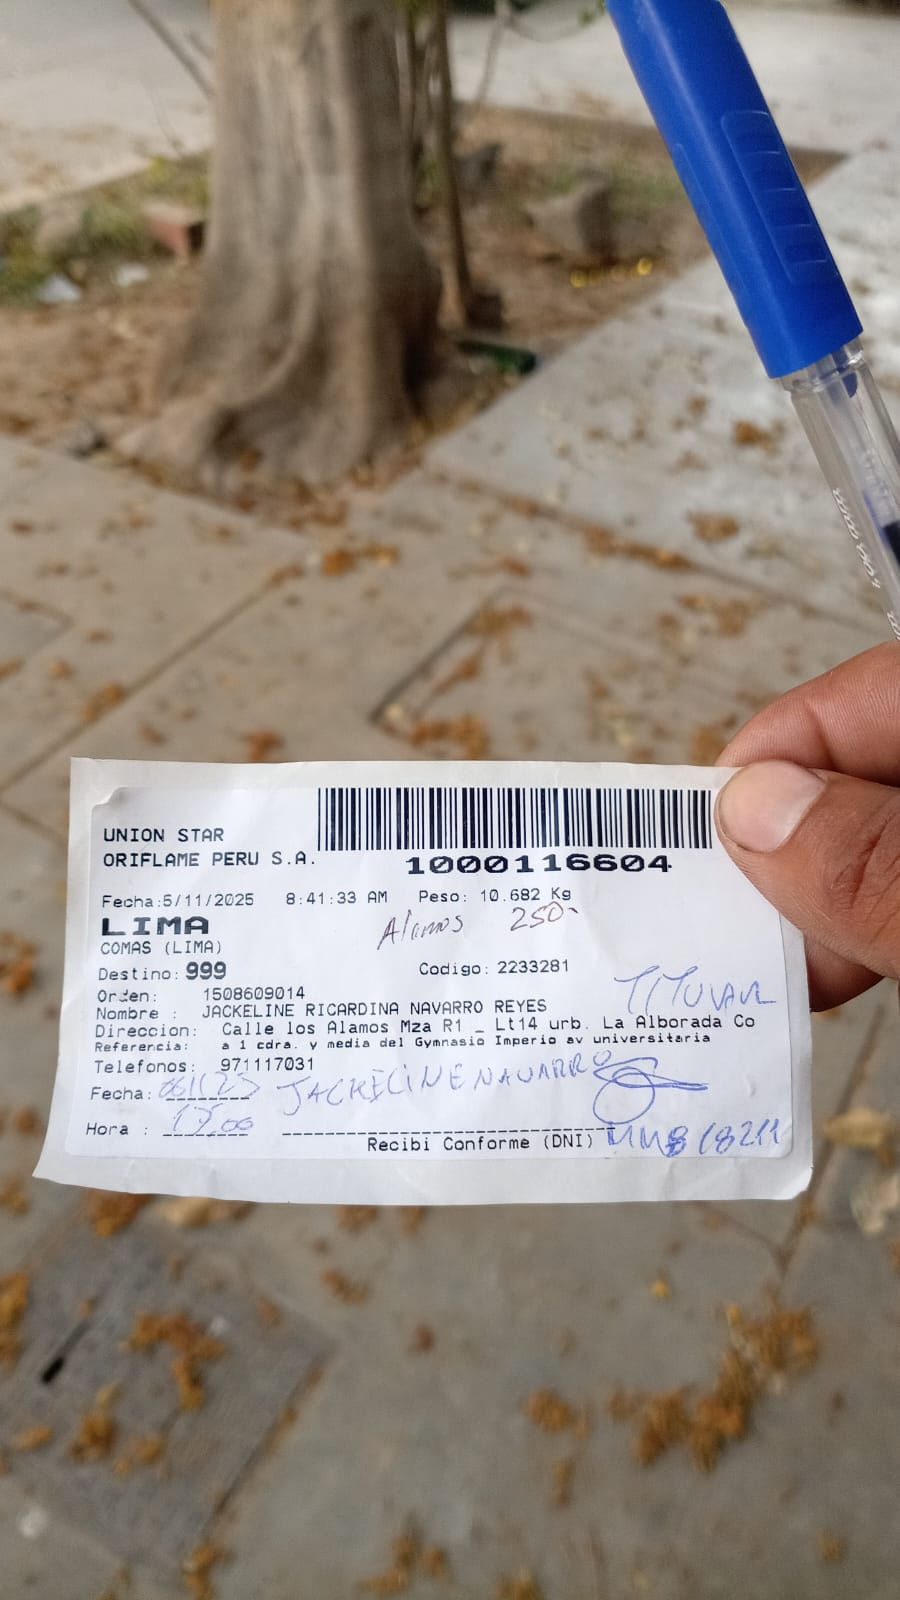 UNION STAR
ORIFLAME PERU S.A.
1000116604
Fecha:5/11/2025 8:41:33 AM Peso: 10.682 Kg
LIMA
Alamos 250
COMAS (LIMA)
Destino: 999 Codigo: 2233281
Orden: 1508609014
TITULAR
Nombre : JACKELINE RICARDINA NAVARRO REYES
Direccion: Calle los Alamos Mza R1 _ Lt14 urb. La Alborada Co
Referencia: a 1 cdra. y media del Gymnasio Imperio av universitaria
Telefonos: 971117031
Fecha: JACKELINE NAVARRO
Hora :
Recibi Conforme (DNI)